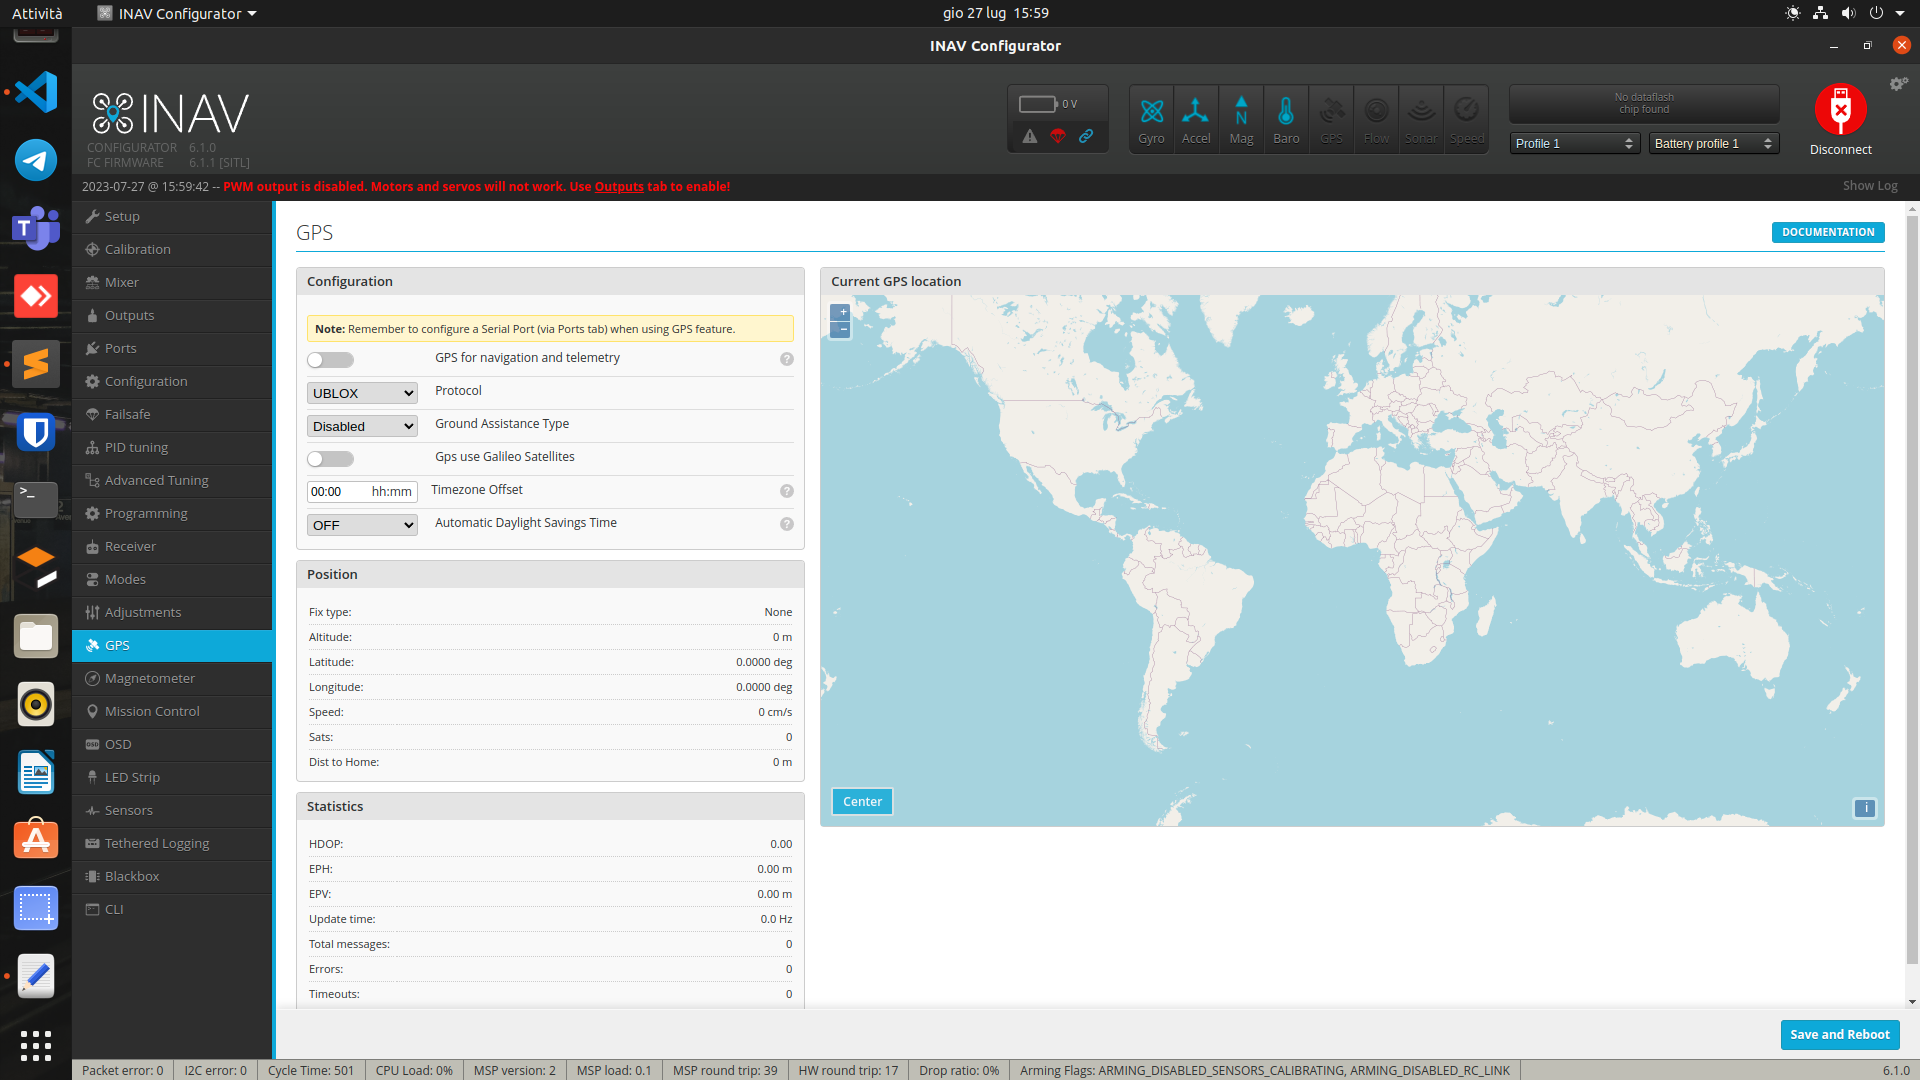 Attività
INAV Configurator
gio 27 lug 15:59
INAV Configurator
INAV
CONFIGURATOR 6.1.0
FC FIRMWARE 6.1.1 [SITL]
0 V
Gyro
Accel
Mag
Baro
GPS
Flow
Sonar
Speed
No dataflash
chip found
Profile 1
Battery profile 1
Disconnect
2023-07-27 @ 15:59:42 -- PWM output is disabled. Motors and servos will not work. Use Outputs tab to enable!
Show Log
Setup
Calibration
Mixer
Outputs
Ports
Configuration
Failsafe
PID tuning
Advanced Tuning
Programming
Receiver
Modes
Adjustments
GPS
Magnetometer
Mission Control
OSD
LED Strip
Sensors
Tethered Logging
Blackbox
CLI
GPS
DOCUMENTATION
Configuration
Note: Remember to configure a Serial Port (via Ports tab) when using GPS feature.
GPS for navigation and telemetry ?
UBLOX Protocol
Disabled Ground Assistance Type
Gps use Galileo Satellites
00:00 hh:mm Timezone Offset ?
OFF Automatic Daylight Savings Time ?
Position
Fix type: None
Altitude: 0 m
Latitude: 0.0000 deg
Longitude: 0.0000 deg
Speed: 0 cm/s
Sats: 0
Dist to Home: 0 m
Statistics
HDOP: 0.00
EPH: 0.00 m
EPV: 0.00 m
Update time: 0.0 Hz
Total messages: 0
Errors: 0
Timeouts: 0
Current GPS location
+
−
Center
i
Save and Reboot
Packet error: 0
I2C error: 0
Cycle Time: 501
CPU Load: 0%
MSP version: 2
MSP load: 0.1
MSP round trip: 39
HW round trip: 17
Drop ratio: 0%
Arming Flags: ARMING_DISABLED_SENSORS_CALIBRATING, ARMING_DISABLED_RC_LINK
6.1.0